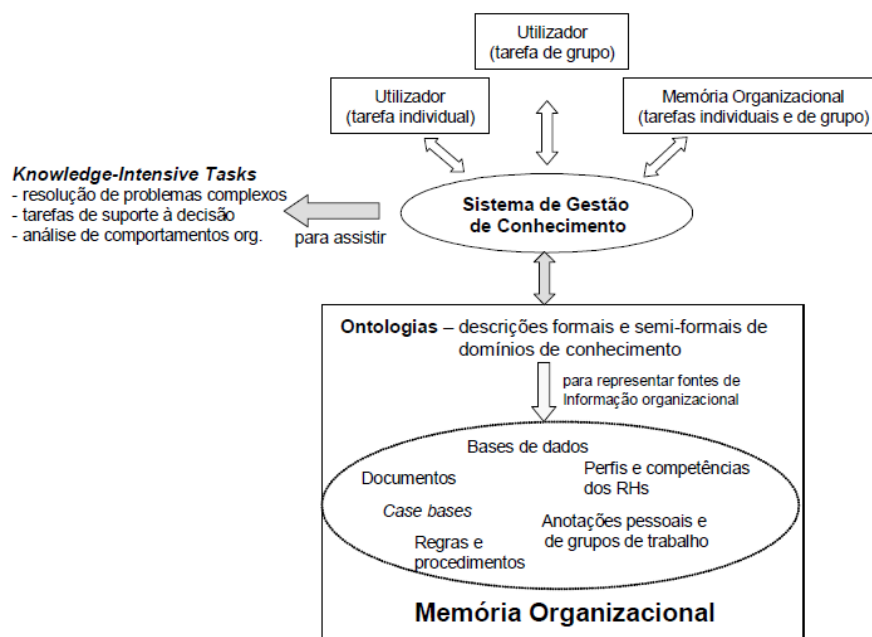 Utilizador
(tarefa de grupo)
Utilizador
(tarefa individual)
Memória Organizacional
(tarefas individuais e de grupo)
Knowledge-Intensive Tasks
- resolução de problemas complexos
- tarefas de suporte à decisão
- análise de comportamentos org.
para assistir
Sistema de Gestão
de Conhecimento
Ontologias – descrições formais e semi-formais de
domínios de conhecimento
para representar fontes de
Informação organizacional
Bases de dados
Documentos
Perfis e competências
dos RHs
Case bases
Anotações pessoais e
de grupos de trabalho
Regras e
procedimentos
Memória Organizacional